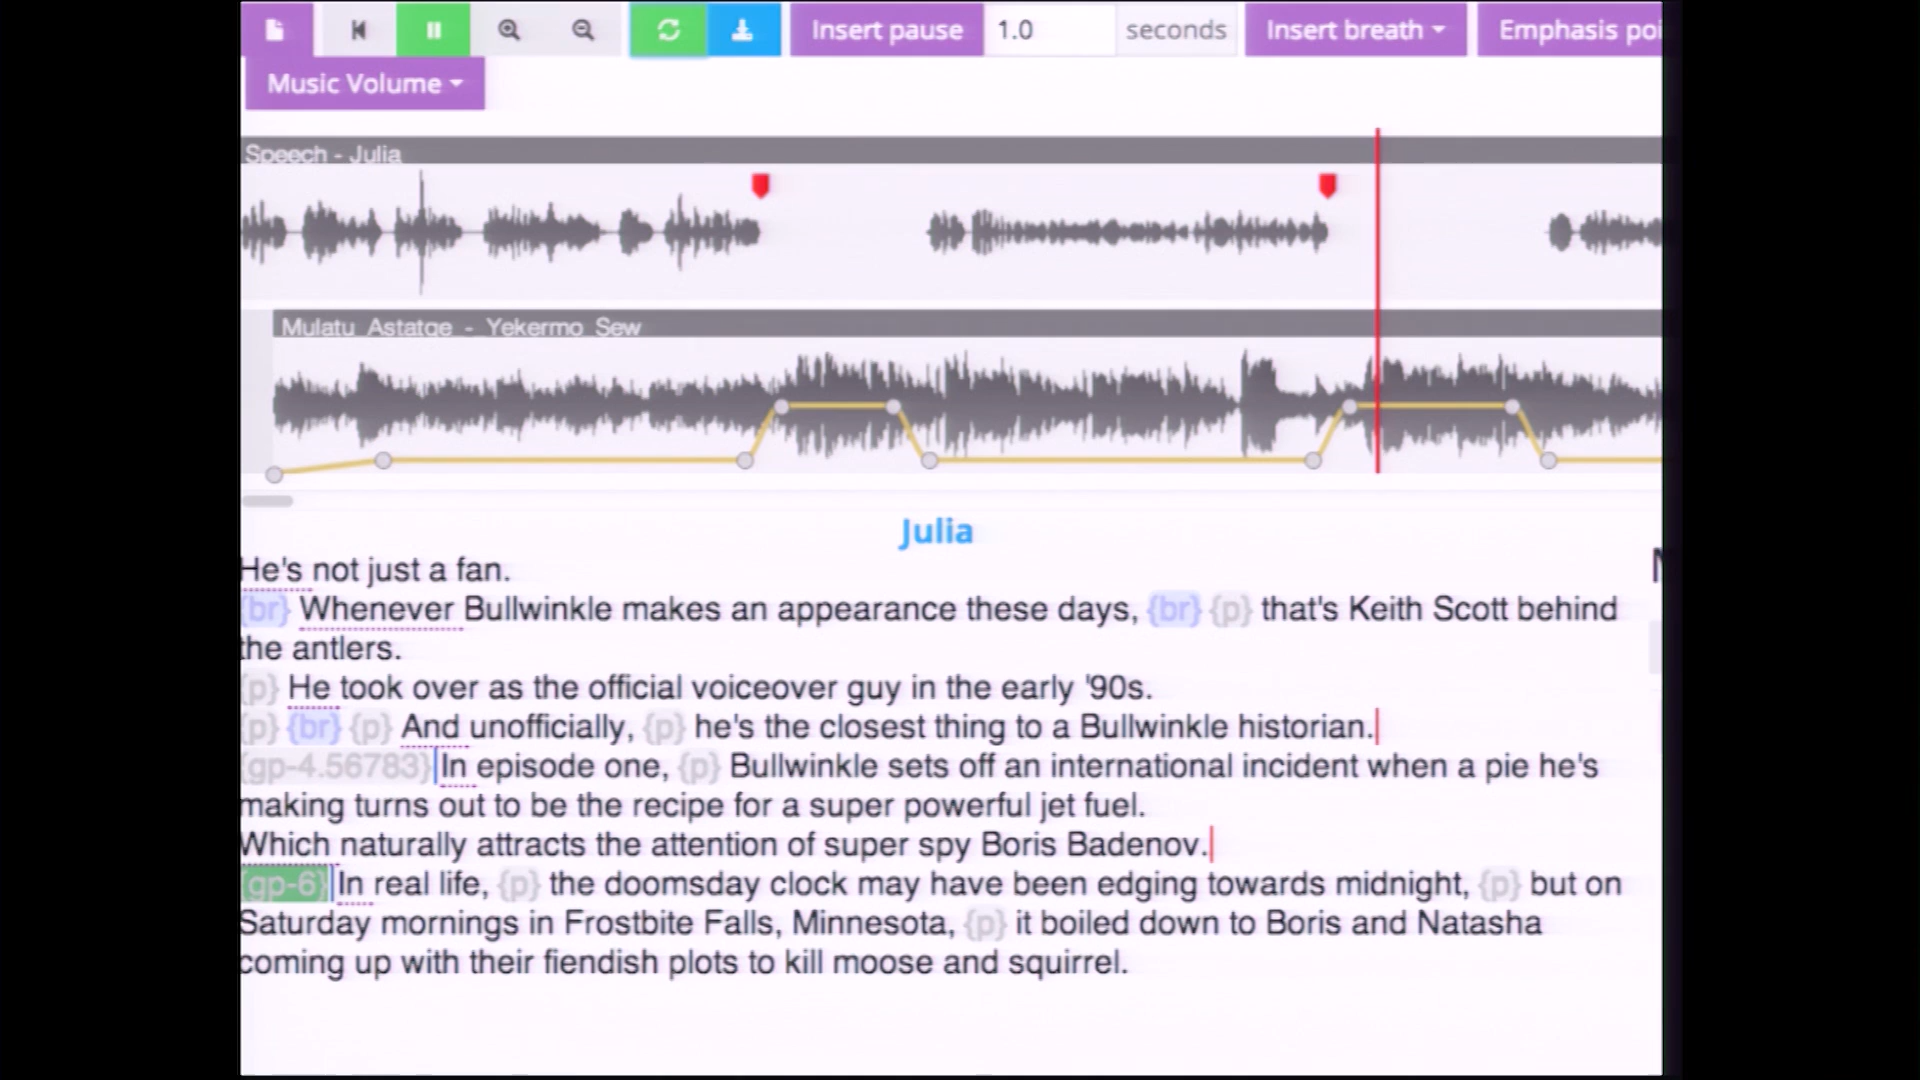 Insert pause 1.0 seconds Insert breath Emphasis poi
Music Volume
Speech - Julia
Mulatu_Astatqe_-_Yekermo_Sew
Julia
He's not just a fan.
{br} Whenever Bullwinkle makes an appearance these days, {br} {p} that's Keith Scott behind
the antlers.
{p} He took over as the official voiceover guy in the early '90s.
{p} {br} {p} And unofficially, {p} he's the closest thing to a Bullwinkle historian.
{gp-4.56783} In episode one, {p} Bullwinkle sets off an international incident when a pie he's
making turns out to be the recipe for a super powerful jet fuel.
Which naturally attracts the attention of super spy Boris Badenov.
{gp-6} In real life, {p} the doomsday clock may have been edging towards midnight, {p} but on
Saturday mornings in Frostbite Falls, Minnesota, {p} it boiled down to Boris and Natasha
coming up with their fiendish plots to kill moose and squirrel.